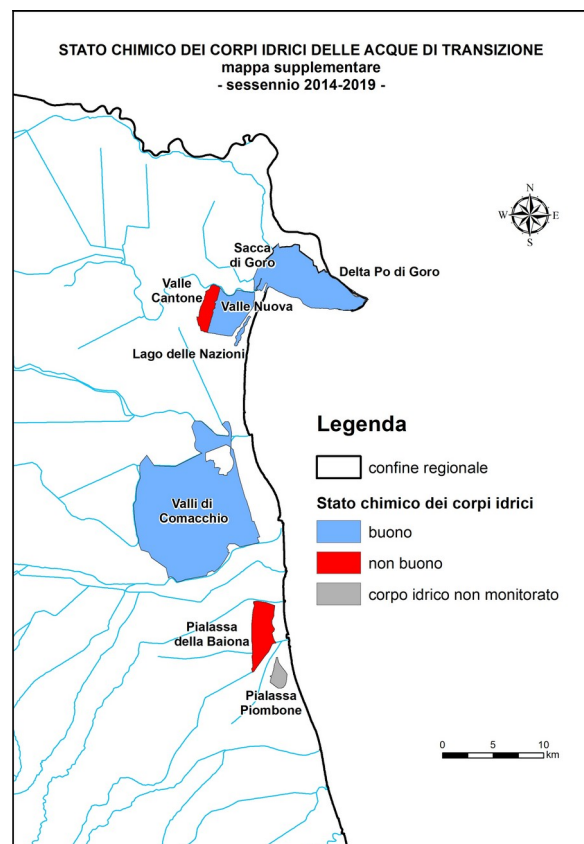 STATO CHIMICO DEI CORPI IDRICI DELLE ACQUE DI TRANSIZIONE
mappa supplementare
- sessennio 2014-2019 -
N
W
E
S
Sacca
di Goro
Delta Po di Goro
Valle
Cantone
Valle Nuova
Lago delle Nazioni
Legenda
confine regionale
Stato chimico dei corpi idrici
buono
non buono
corpo idrico non monitorato
Valli di
Comacchio
Pialassa
della Baiona
Pialassa
Piombone
0 5 10
km